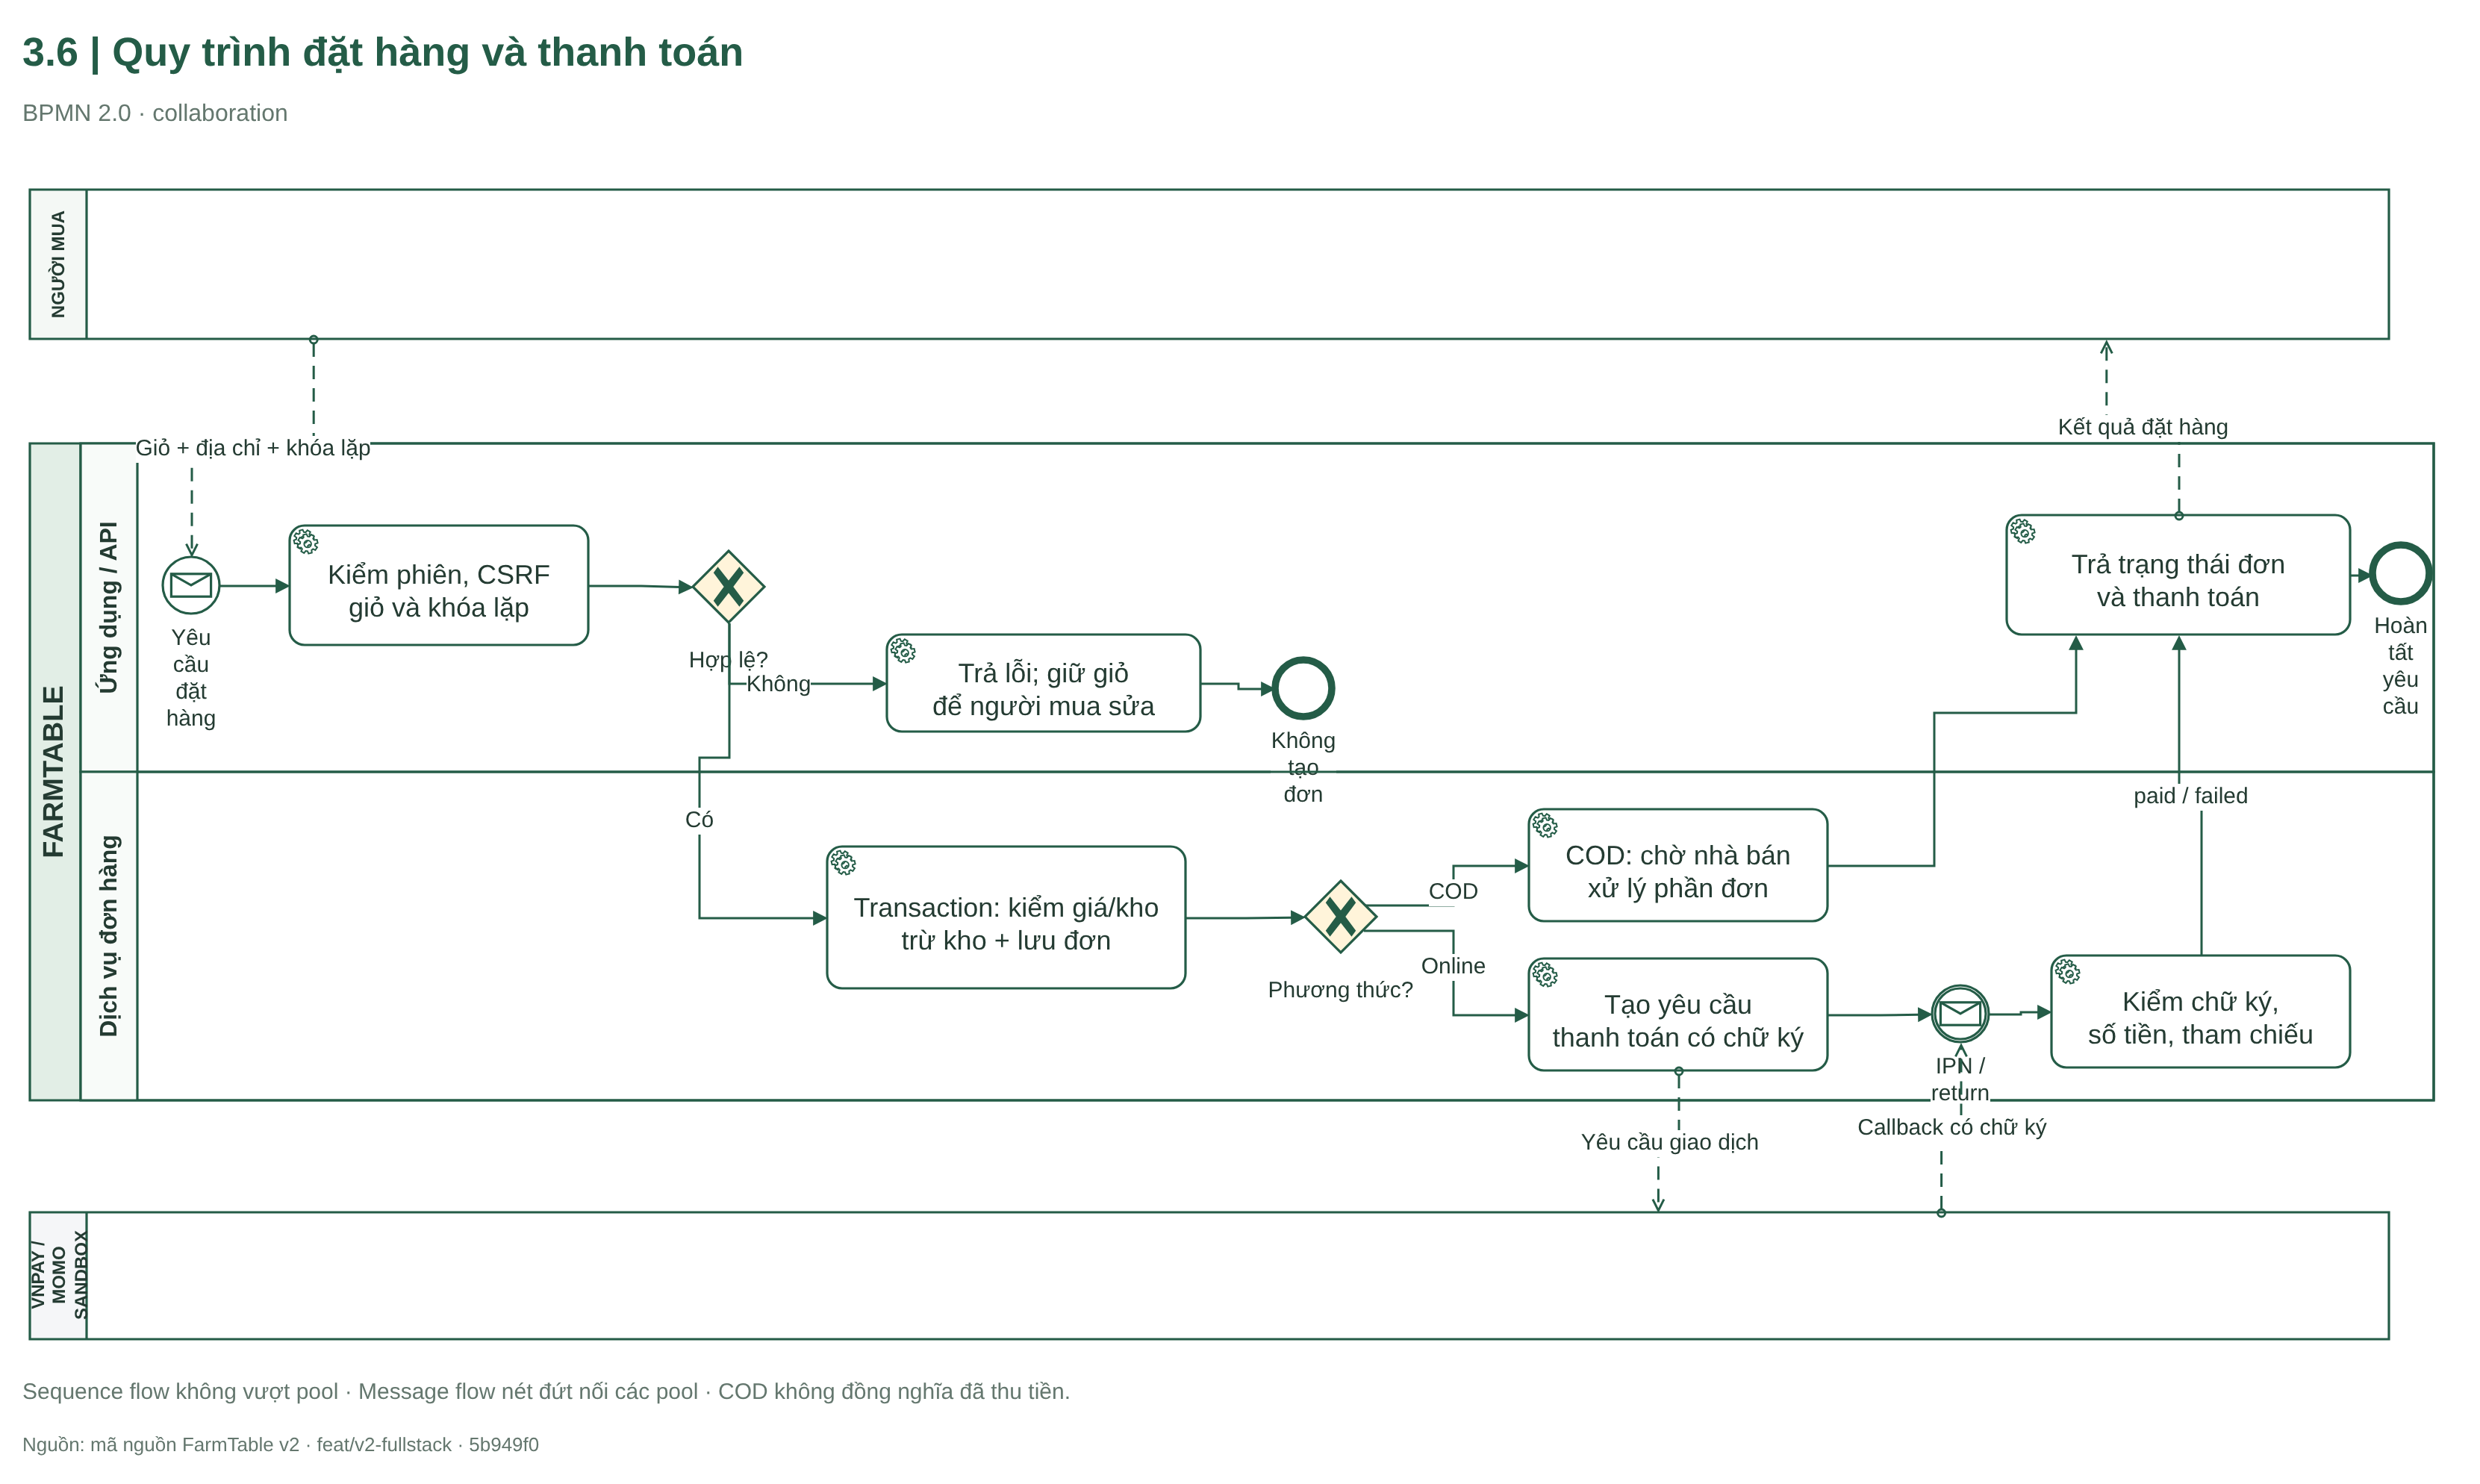 3.6 | Quy trình đặt hàng và thanh toán
BPMN 2.0 · collaboration
NGƯỜI MUA
Giỏ + địa chỉ + khóa lặp
Kết quả đặt hàng
FARMTABLE
Ứng dụng / API
Yêu
cầu
đặt
hàng
Kiểm phiên, CSRF
giỏ và khóa lặp
Hợp lệ?
Không
Trả lỗi; giữ giỏ
để người mua sửa
Không
tạo
đơn
Trả trạng thái đơn
và thanh toán
Hoàn
tất
yêu
cầu
Dịch vụ đơn hàng
Có
Transaction: kiểm giá/kho
trừ kho + lưu đơn
Phương thức?
COD
Online
COD: chờ nhà bán
xử lý phần đơn
Tạo yêu cầu
thanh toán có chữ ký
IPN /
return
Kiểm chữ ký,
số tiền, tham chiếu
paid / failed
Yêu cầu giao dịch
Callback có chữ ký
VNPAY /
MOMO
SANDBOX
Sequence flow không vượt pool · Message flow nét đứt nối các pool · COD không đồng nghĩa đã thu tiền.
Nguồn: mã nguồn FarmTable v2 · feat/v2-fullstack · 5b949f0